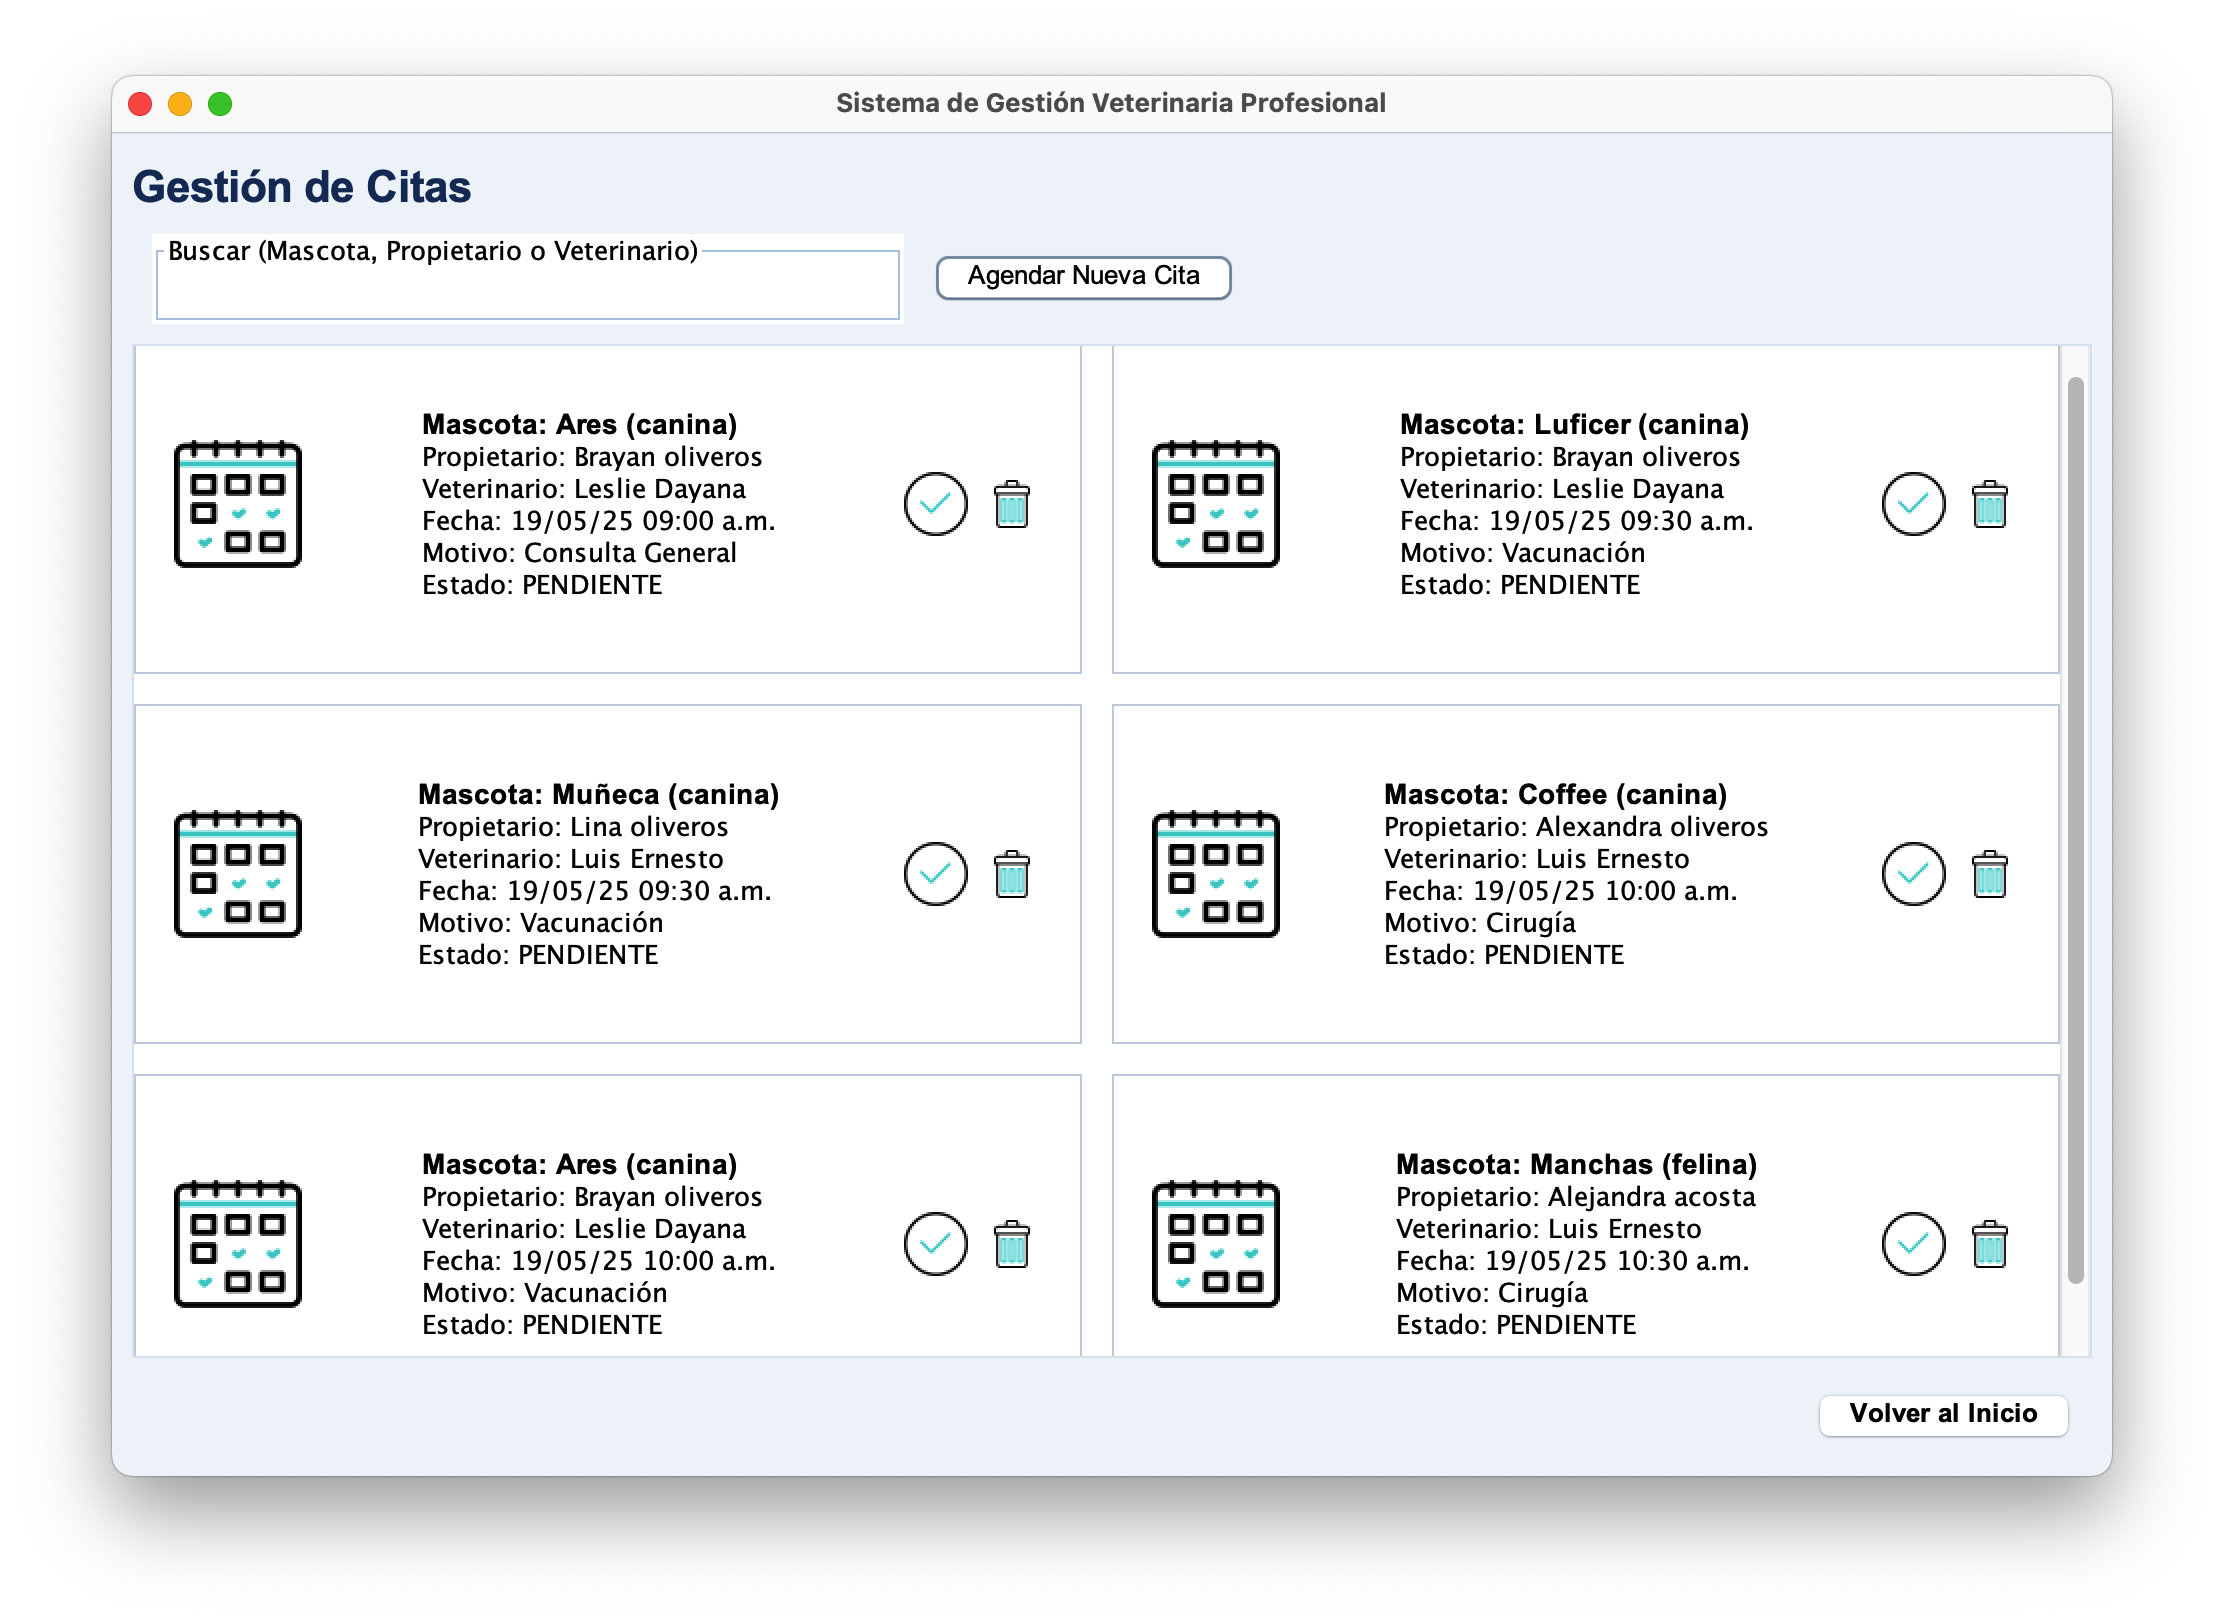 Sistema de Gestión Veterinaria Profesional
Gestión de Citas
Buscar (Mascota, Propietario o Veterinario)
Agendar Nueva Cita
Mascota: Ares (canina)
Propietario: Brayan oliveros
Veterinario: Leslie Dayana
Fecha: 19/05/25 09:00 a.m.
Motivo: Consulta General
Estado: PENDIENTE
Mascota: Luficer (canina)
Propietario: Brayan oliveros
Veterinario: Leslie Dayana
Fecha: 19/05/25 09:30 a.m.
Motivo: Vacunación
Estado: PENDIENTE
Mascota: Muñeca (canina)
Propietario: Lina oliveros
Veterinario: Luis Ernesto
Fecha: 19/05/25 09:30 a.m.
Motivo: Vacunación
Estado: PENDIENTE
Mascota: Coffee (canina)
Propietario: Alexandra oliveros
Veterinario: Luis Ernesto
Fecha: 19/05/25 10:00 a.m.
Motivo: Cirugía
Estado: PENDIENTE
Mascota: Ares (canina)
Propietario: Brayan oliveros
Veterinario: Leslie Dayana
Fecha: 19/05/25 10:00 a.m.
Motivo: Vacunación
Estado: PENDIENTE
Mascota: Manchas (felina)
Propietario: Alejandra acosta
Veterinario: Luis Ernesto
Fecha: 19/05/25 10:30 a.m.
Motivo: Cirugía
Estado: PENDIENTE
Volver al Inicio